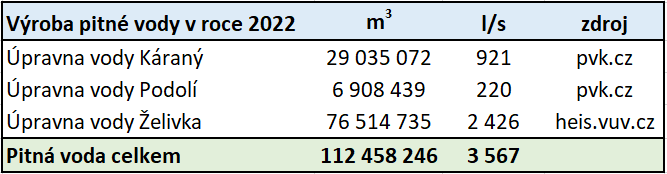 Výroba pitné vody v roce 2022 m³ l/s zdroj
Úpravna vody Káraný 29 035 072 921 pvk.cz
Úpravna vody Podolí 6 908 439 220 pvk.cz
Úpravna vody Želivka 76 514 735 2 426 heis.vuv.cz
Pitná voda celkem 112 458 246 3 567